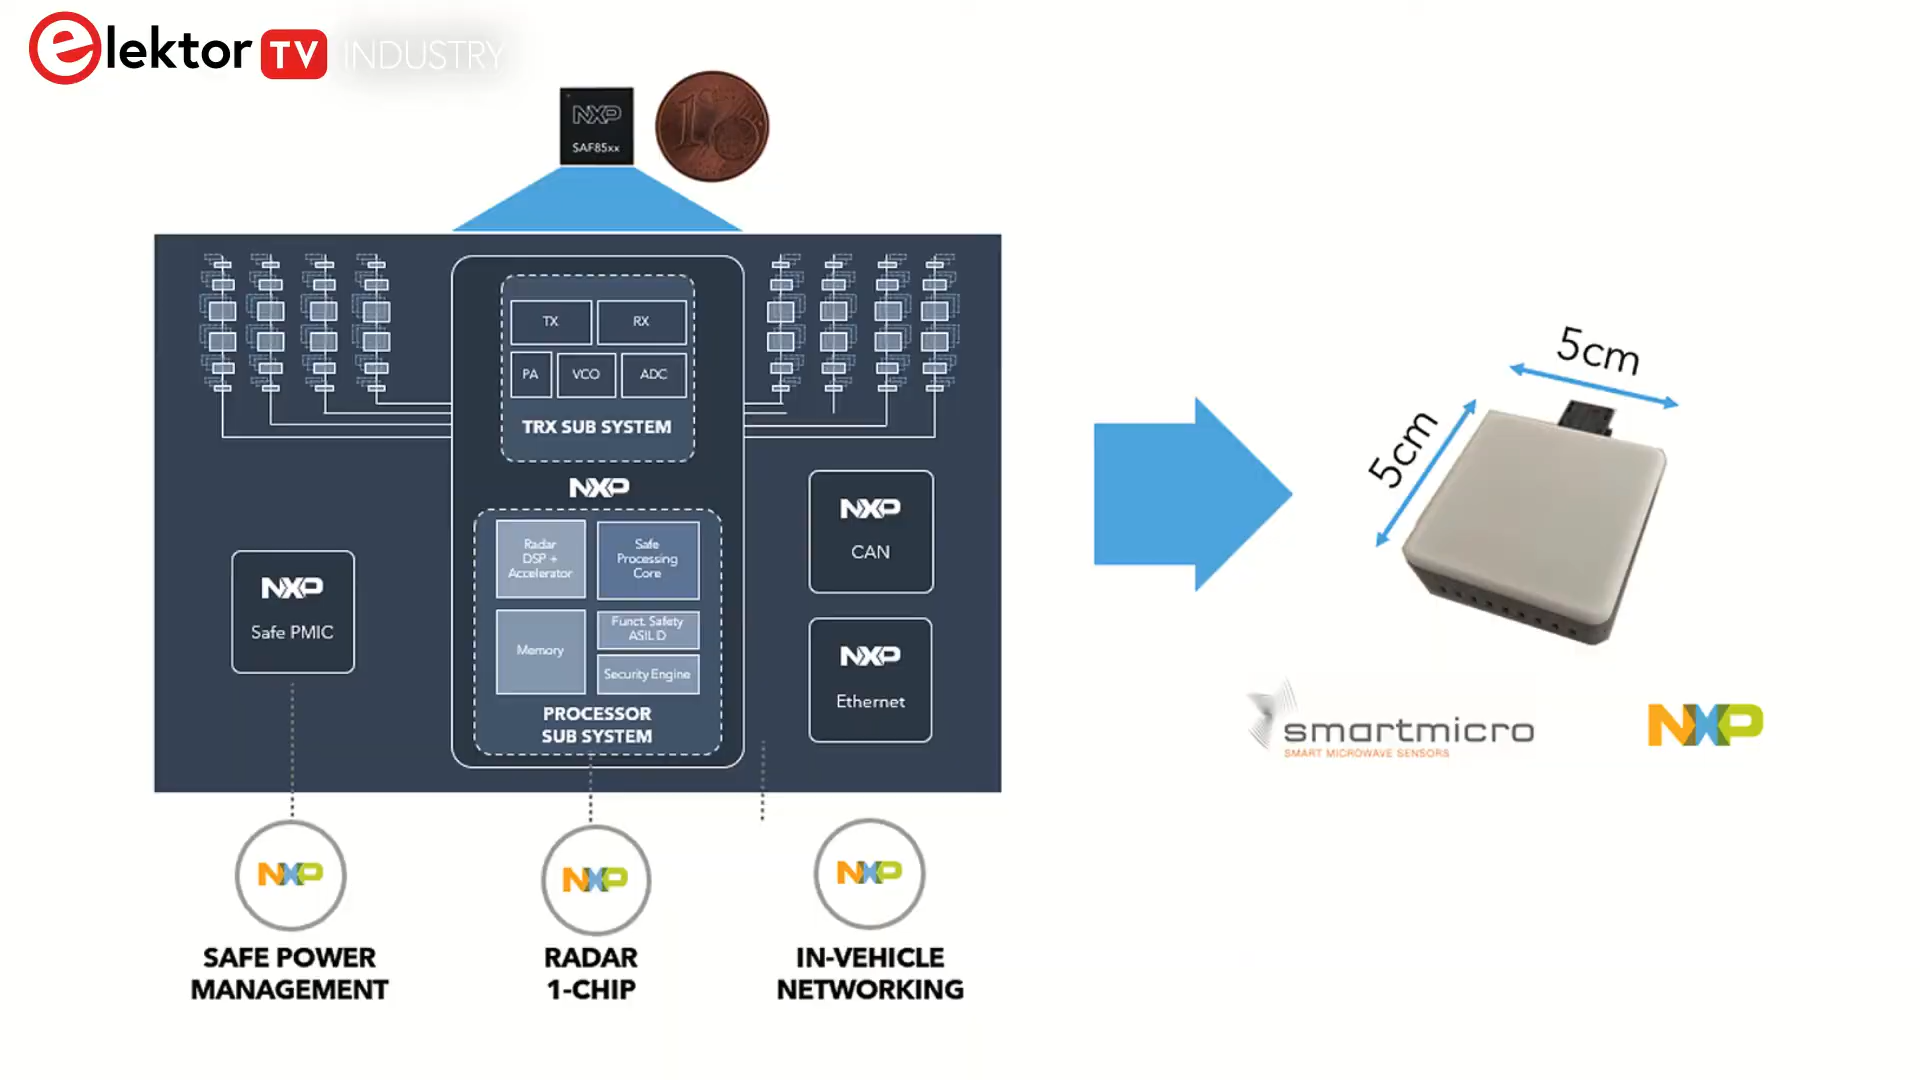 elektor TV INDUSTRY
NXP
SAF85xx
1
TX
RX
PA
VCO
ADC
TRX SUB SYSTEM
NXP
Radar
DSP +
Accelerator
Safe
Processing
Core
Memory
Funct. Safety
ASIL D
Security Engine
PROCESSOR
SUB SYSTEM
NXP
Safe PMIC
NXP
CAN
NXP
Ethernet
NXP
SAFE POWER
MANAGEMENT
NXP
RADAR
1-CHIP
NXP
IN-VEHICLE
NETWORKING
5cm
5cm
smartmicro
SMART MICROWAVE SENSORS
NXP